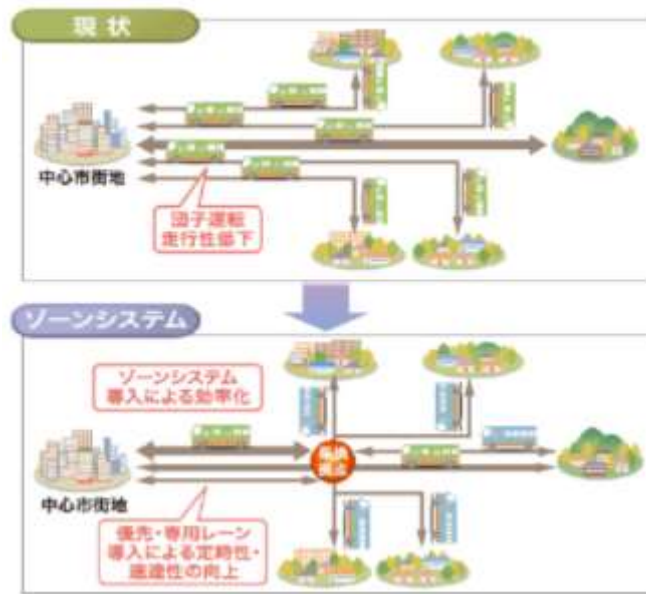 現状
中心市街地
団子運転
走行性低下
ゾーンシステム
ゾーンシステム
導入による効率化
中心市街地
優先・専用レーン
導入による定時性・
速達性の向上